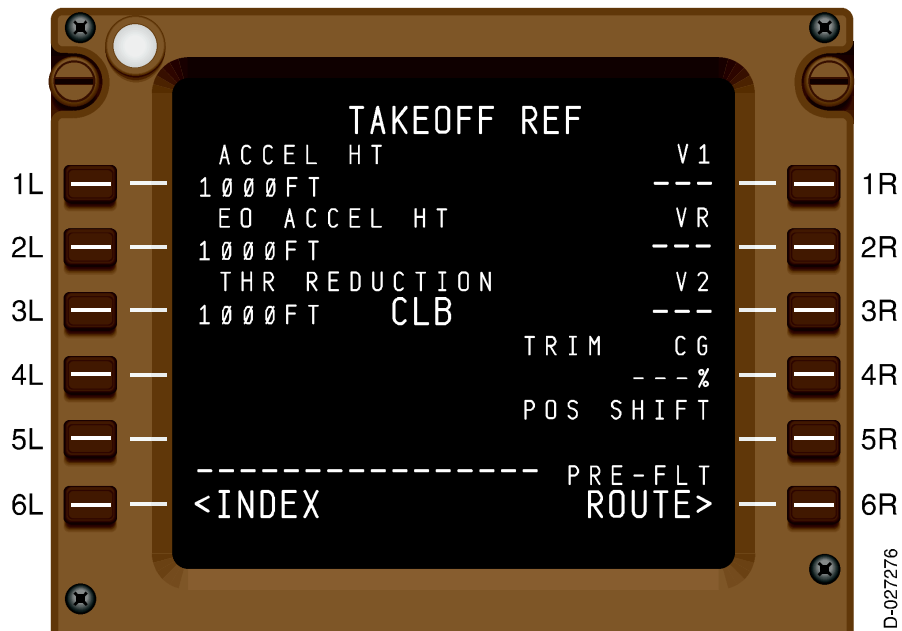 TAKEOFF REF
ACCEL HT V1
1L 1000FT --- 1R
EO ACCEL HT VR
2L 1000FT --- 2R
THR REDUCTION V2
3L 1000FT CLB --- 3R
TRIM CG
4L ---% 4R
POS SHIFT
5L 5R
------------------ PRE-FLT
6L <INDEX ROUTE> 6R
D-027276